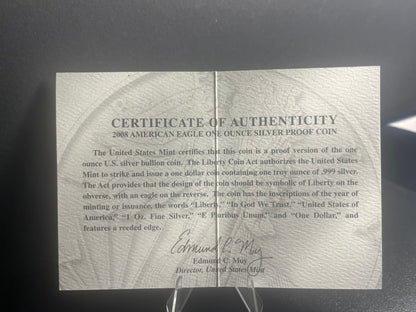 CERTIFICATE OF AUTHENTICITY
2008 AMERICAN EAGLE ONE OUNCE SILVER PROOF COIN
The United States Mint certifies that this coin is a proof version of the one
ounce U.S. silver bullion coin. The Liberty Coin Act authorizes the United States
Mint to strike and issue a one dollar coin containing one troy ounce of .999 silver.
The Act provides that the design of the coin should be symbolic of Liberty on the
obverse, with an eagle on the reverse. The coin has the inscriptions of the year of
minting or issuance, the words “Liberty,” “In God We Trust,” “United States of
America,” “1 Oz. Fine Silver,” “E Pluribus Unum,” and “One Dollar,” and
features a reeded edge.
Edmund C. Moy
Edmund C. Moy
Director, United States Mint